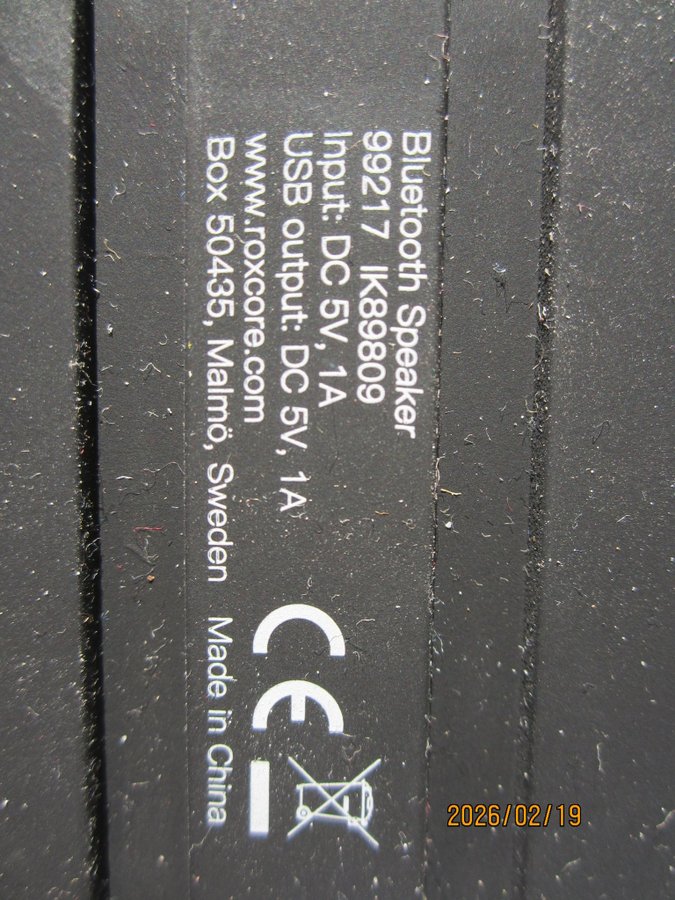 Bluetooth Speaker
99217 IK89809
Input: DC 5V, 1A
USB output: DC 5V, 1A
www.roxcore.com
Box 50435, Malmö, Sweden Made in China
CE
2026/02/19